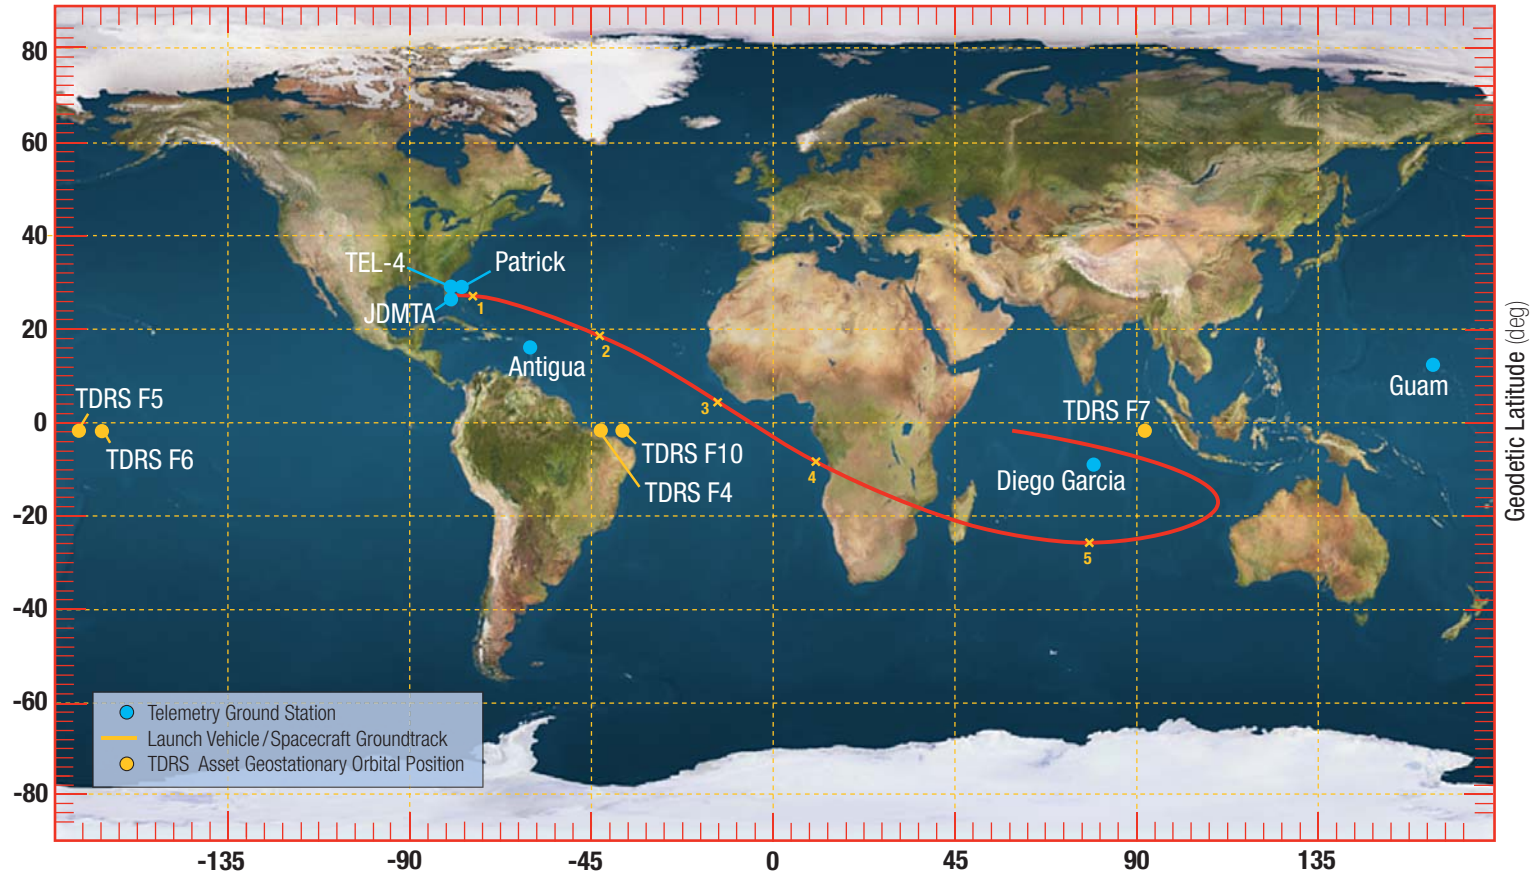 80
60
40
20
0
-20
-40
-60
-80
TEL-4
Patrick
JDMTA
1
2
Antigua
3
4
5
TDRS F5
TDRS F6
TDRS F10
TDRS F4
TDRS F7
Diego Garcia
Guam
Geodetic Latitude (deg)
Telemetry Ground Station
Launch Vehicle/Spacecraft Groundtrack
TDRS Asset Geostationary Orbital Position
-135
-90
-45
0
45
90
135